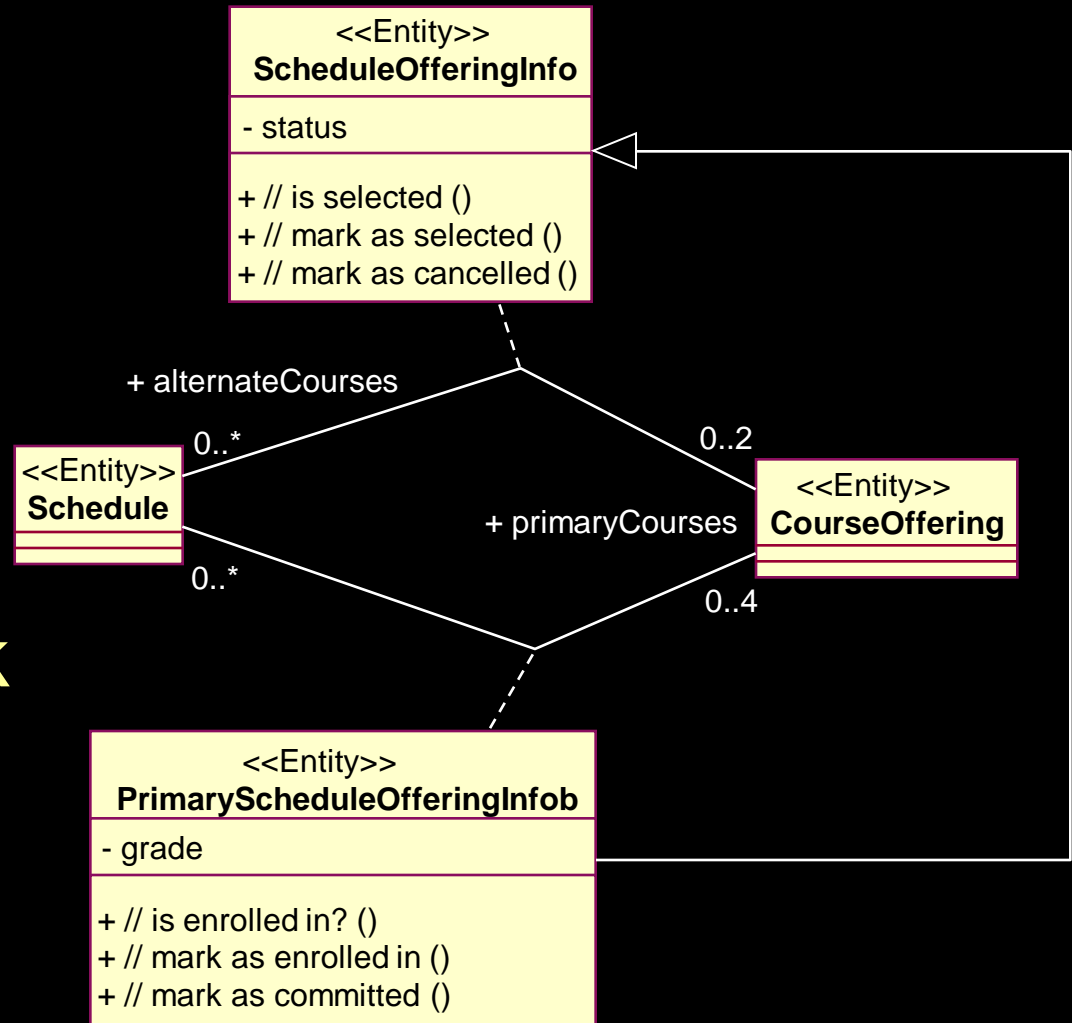 <<Entity>>
ScheduleOfferingInfo
- status
+ // is selected ()
+ // mark as selected ()
+ // mark as cancelled ()
+ alternateCourses
0..*
0..2
<<Entity>>
Schedule
<<Entity>>
CourseOffering
+ primaryCourses
0..*
0..4
<<Entity>>
PrimaryScheduleOfferingInfob
- grade
+ // is enrolled in? ()
+ // mark as enrolled in ()
+ // mark as committed ()